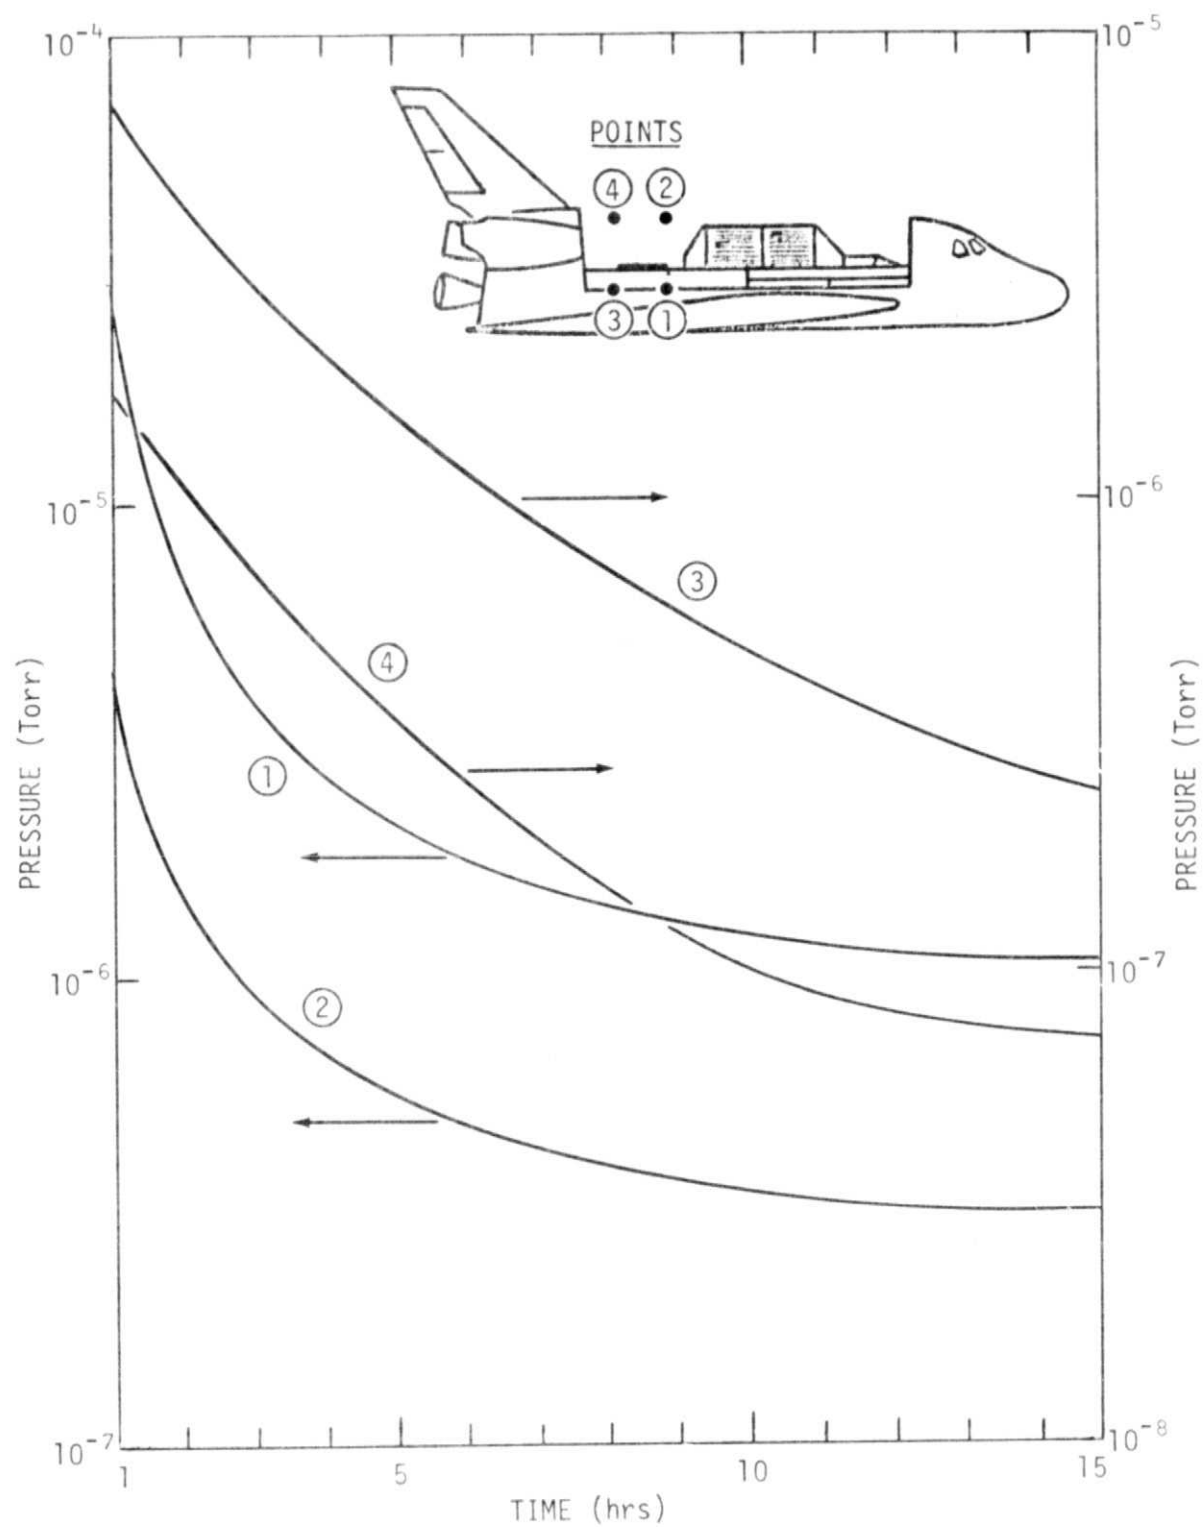 10⁻⁴
10⁻⁵
POINTS
④ ②
③ ①
10⁻⁵
10⁻⁶
③
④
①
PRESSURE (Torr)
PRESSURE (Torr)
10⁻⁶
10⁻⁷
②
10⁻⁷
10⁻⁸
1 5 10 15
TIME (hrs)